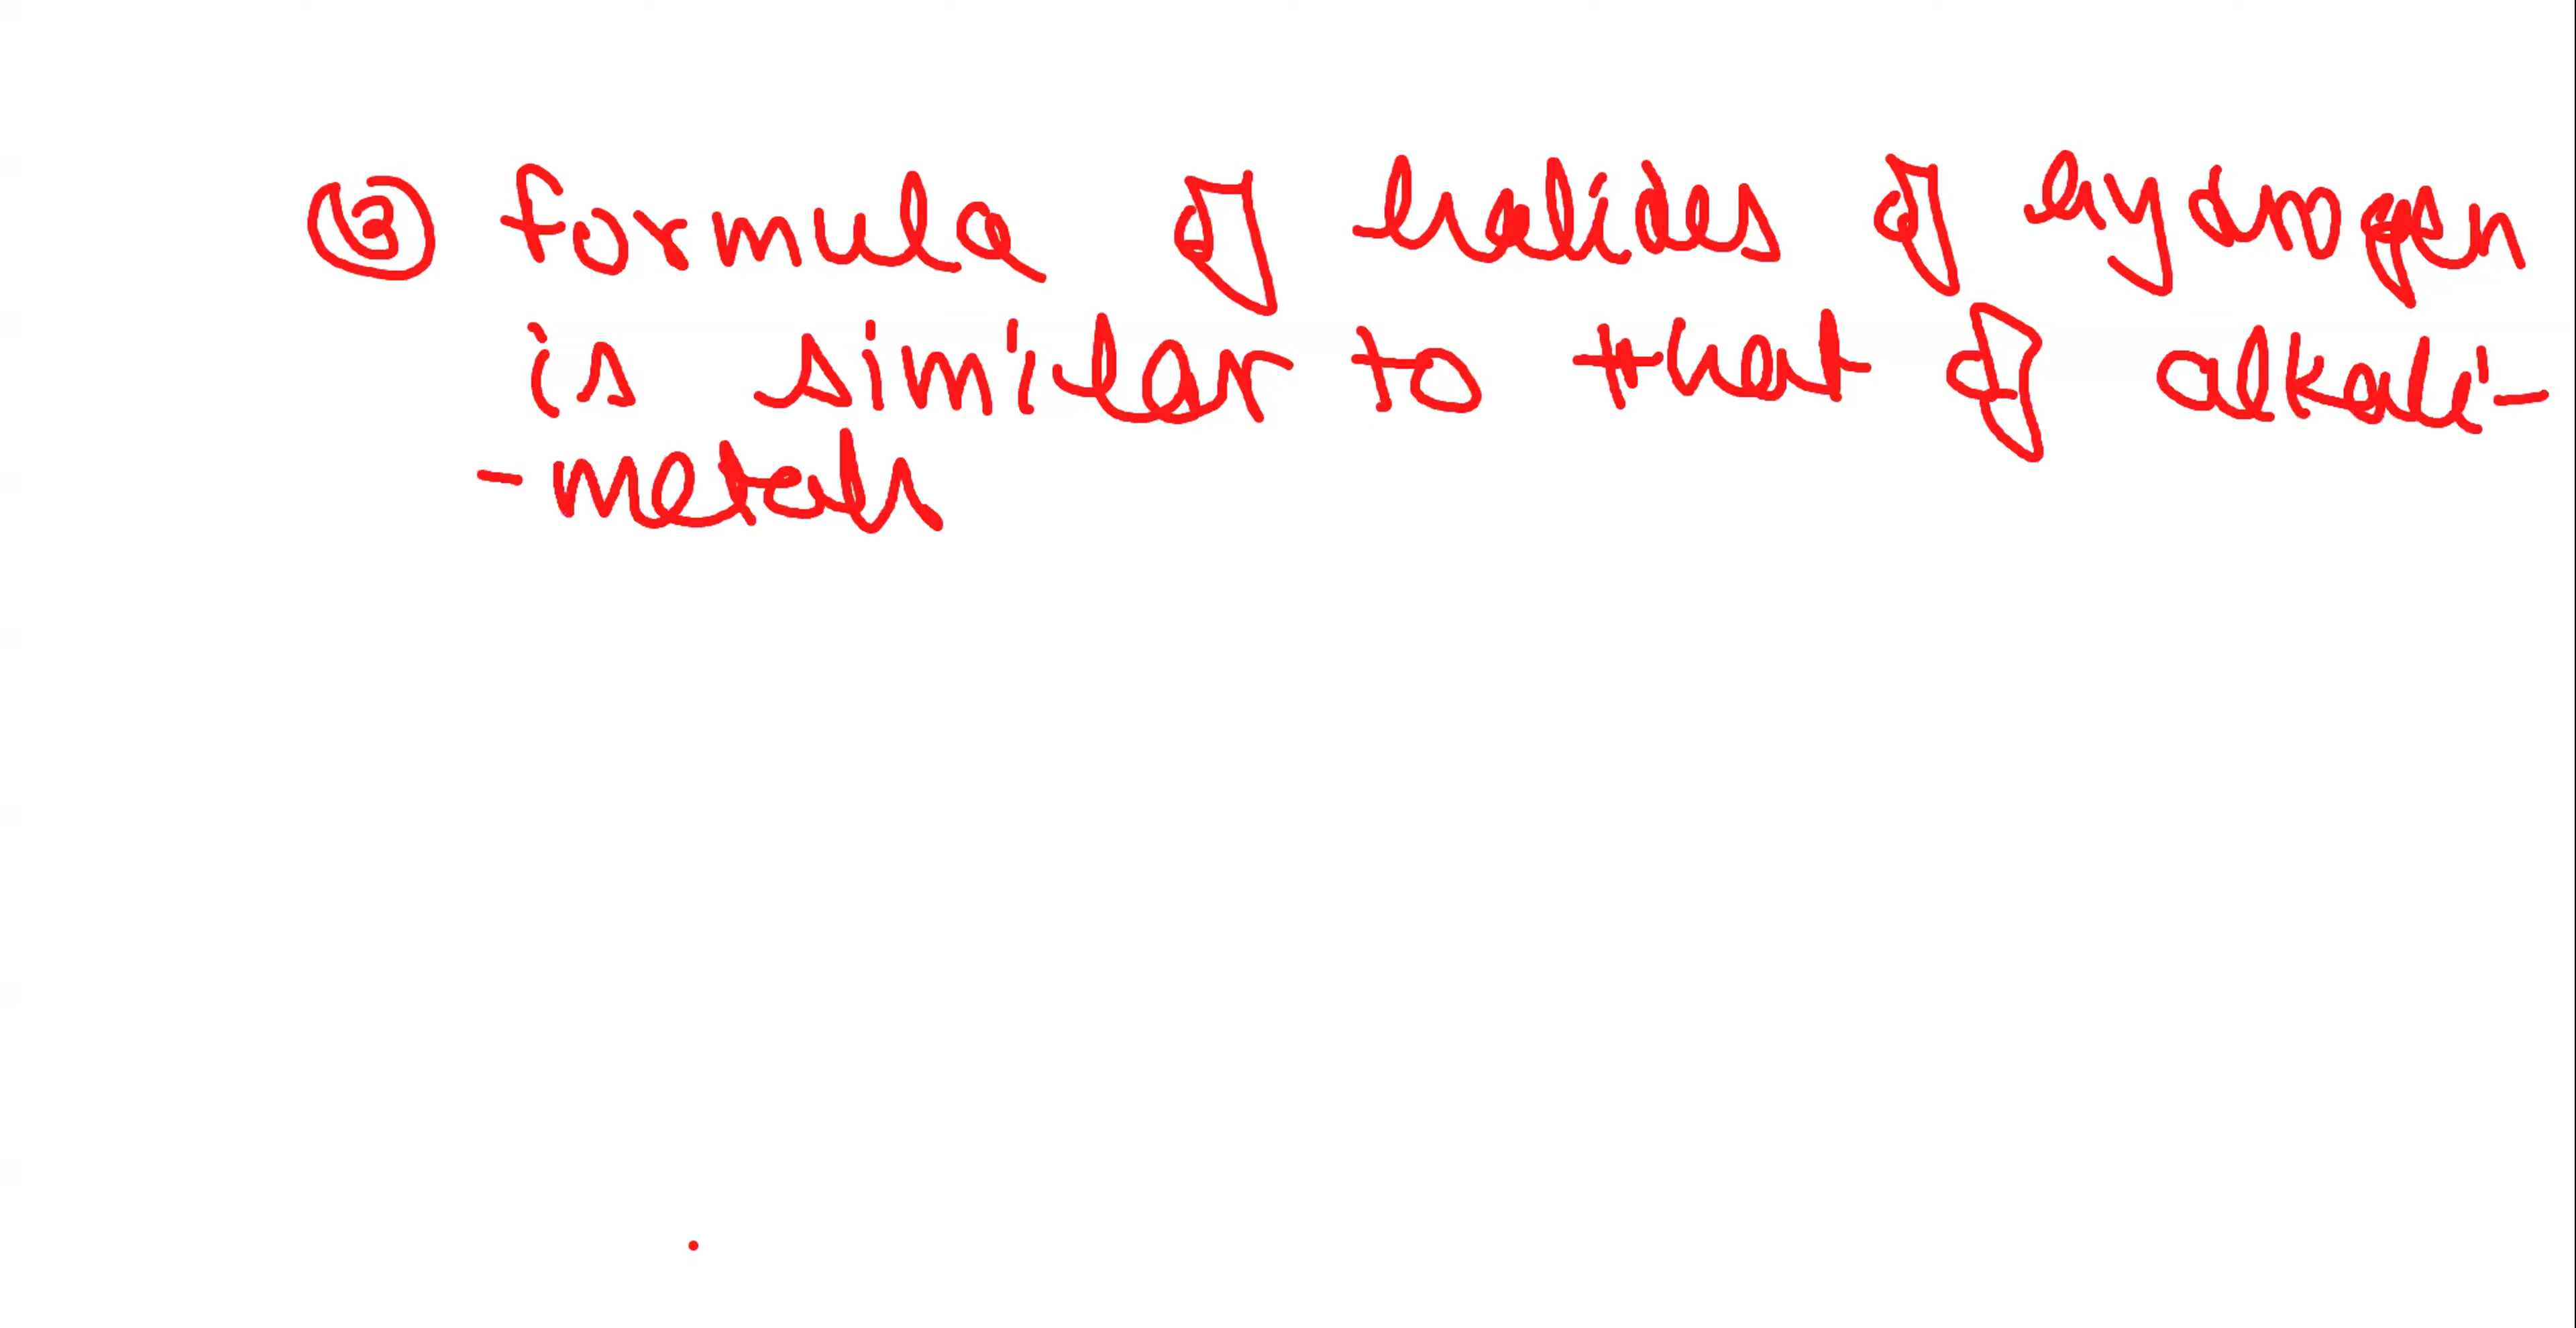 ③ formula of halides of hydrogen
is similar to that of alkali-
-metals